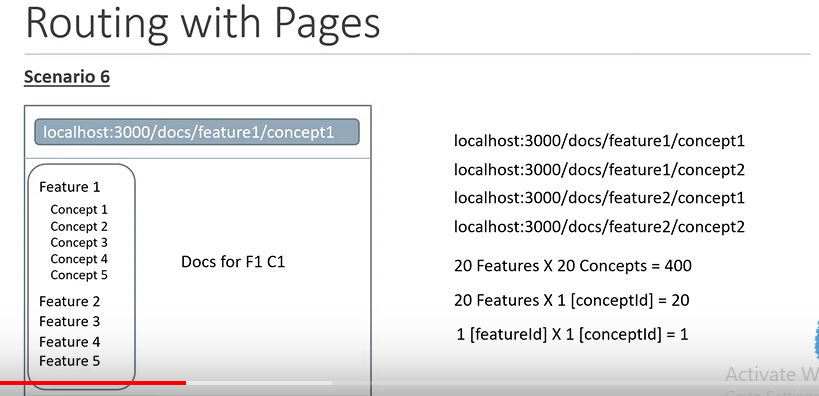 Routing with Pages
Scenario 6
localhost:3000/docs/feature1/concept1
Feature 1
Concept 1
Concept 2
Concept 3
Concept 4
Concept 5
Feature 2
Feature 3
Feature 4
Feature 5
Docs for F1 C1
localhost:3000/docs/feature1/concept1
localhost:3000/docs/feature1/concept2
localhost:3000/docs/feature2/concept1
localhost:3000/docs/feature2/concept2
20 Features X 20 Concepts = 400
20 Features X 1 [conceptId] = 20
1 [featureId] X 1 [conceptId] = 1
Activate W